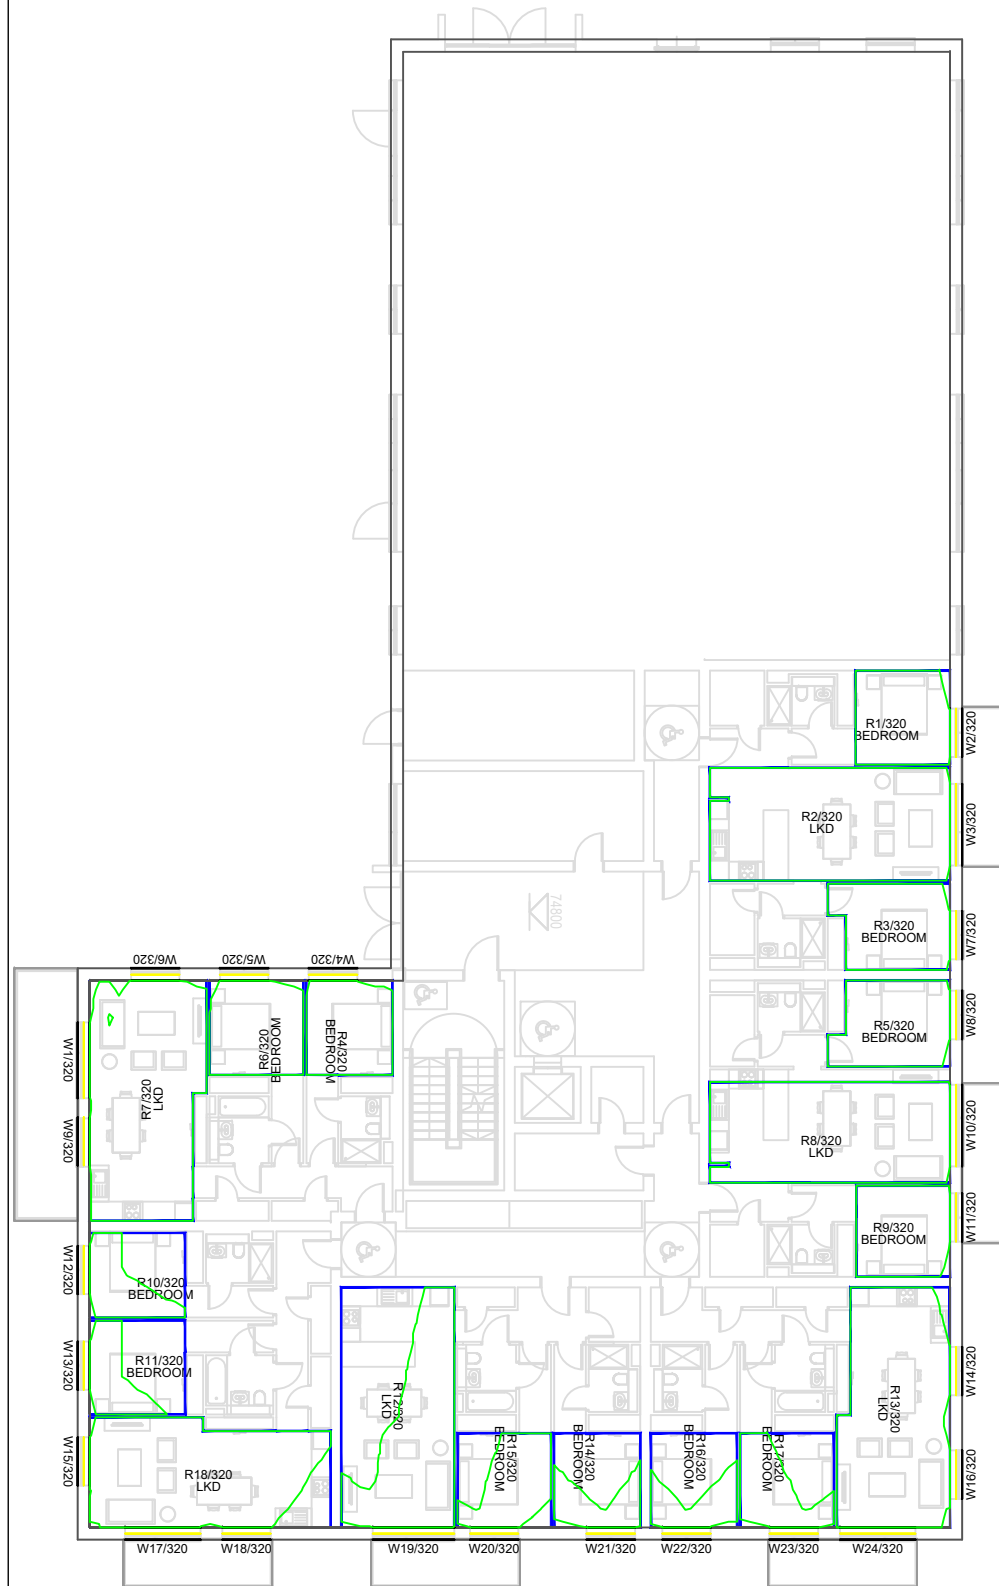 R1/320
BEDROOM
W2/320
R2/320
LKD
W3/320
74800
R3/320
BEDROOM
W7/320
W6/320
W5/320
W4/320
R5/320
BEDROOM
W8/320
W1/320
R6/320
BEDROOM
R4/320
BEDROOM
R7/320
LKD
W9/320
R8/320
LKD
W10/320
R9/320
BEDROOM
W11/320
W12/320
R10/320
BEDROOM
W13/320
R11/320
BEDROOM
R12/320
LKD
R13/320
LKD
W14/320
W15/320
R18/320
LKD
R15/320
BEDROOM
R14/320
BEDROOM
R16/320
BEDROOM
R17/320
BEDROOM
W16/320
W17/320
W18/320
W19/320
W20/320
W21/320
W22/320
W23/320
W24/320